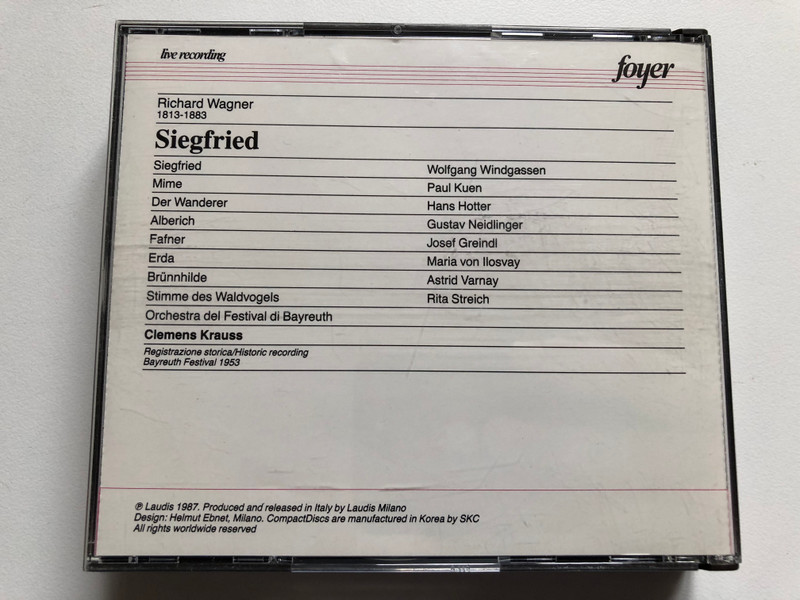 live recording
foyer
Richard Wagner
1813-1883
Siegfried
Siegfried Wolfgang Windgassen
Mime Paul Kuen
Der Wanderer Hans Hotter
Alberich Gustav Neidlinger
Fafner Josef Greindl
Erda Maria von Ilosvay
Brünnhilde Astrid Varnay
Stimme des Waldvogels Rita Streich
Orchestra del Festival di Bayreuth
Clemens Krauss
Registrazione storica/Historic recording
Bayreuth Festival 1953
℗ Laudis 1987. Produced and released in Italy by Laudis Milano
Design: Helmut Ebnet, Milano. CompactDiscs are manufactured in Korea by SKC
All rights worldwide reserved